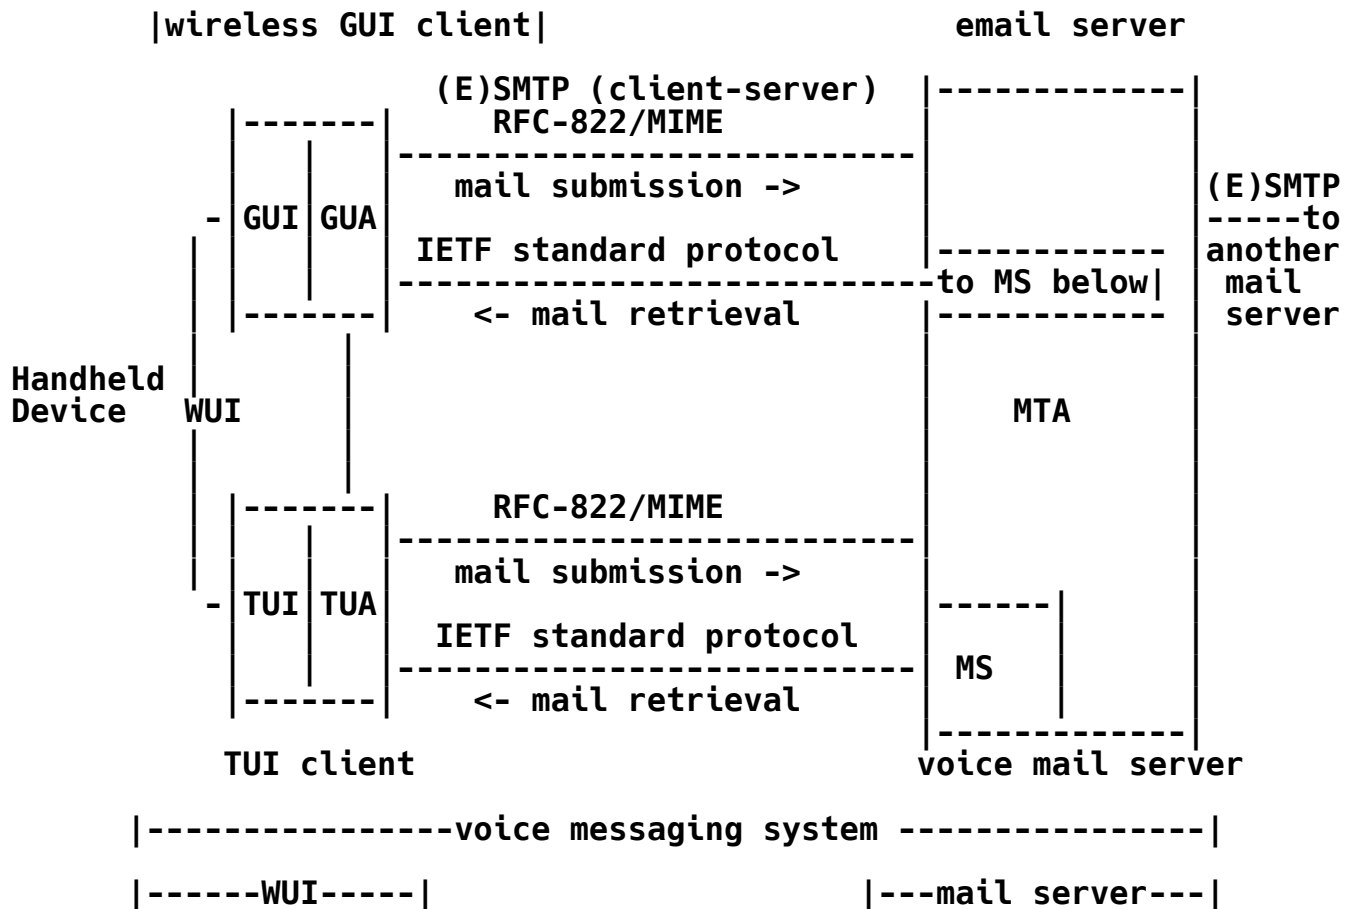 |wireless GUI client| email server
(E)SMTP (client-server) |-------------|
|-------| RFC-822/MIME | |
| | |---------------------------| |
| | | mail submission -> | |(E)SMTP
-|GUI|GUA| | |-----to
| | | | IETF standard protocol |------------ |another
| | | |----------------------------to MS below| | mail
| |-------| <- mail retrieval |------------ | server
| | | |
Handheld | | | |
Device WUI | | MTA |
| | | |
| | | |
| |-------| RFC-822/MIME | |
| | | |---------------------------| |
| | | | mail submission -> | |
-|TUI|TUA| |------| |
| | | IETF standard protocol | | |
| | |---------------------------| MS | |
|-------| <- mail retrieval | | |
|-------------|
TUI client voice mail server
|----------------voice messaging system ----------------|
|------WUI-----| |---mail server---|